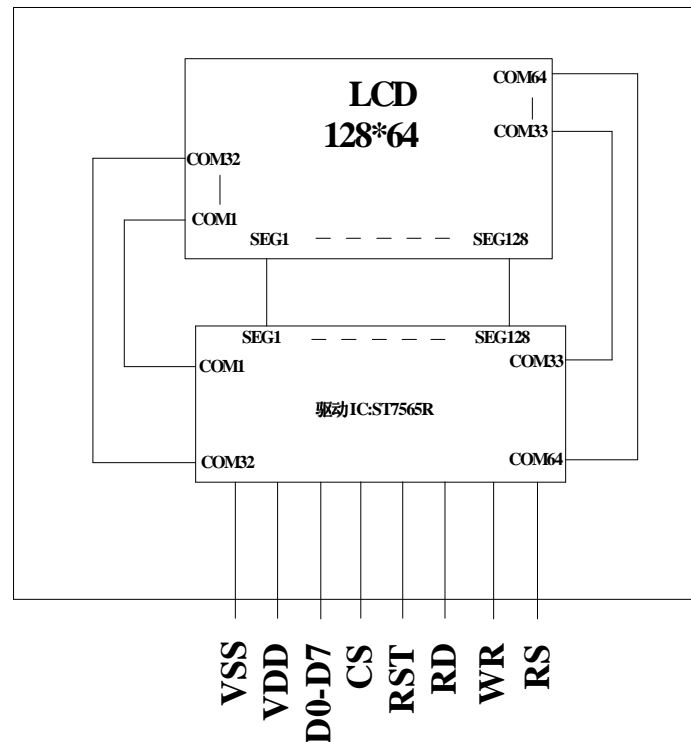 COM64
LCD
128*64
COM33
COM32
COM1
SEG1 — — — — — SEG128
SEG1 — — — — — SEG128
COM1
COM33
驱动IC:ST7565R
COM32
COM64
VSS
VDD
D0-D7
CS
RST
RD
WR
RS